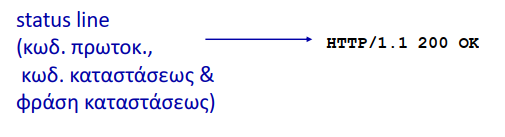 status line
(κωδ. πρωτοκ.,
κωδ. καταστάσεως &
φράση καταστάσεως)
HTTP/1.1 200 OK